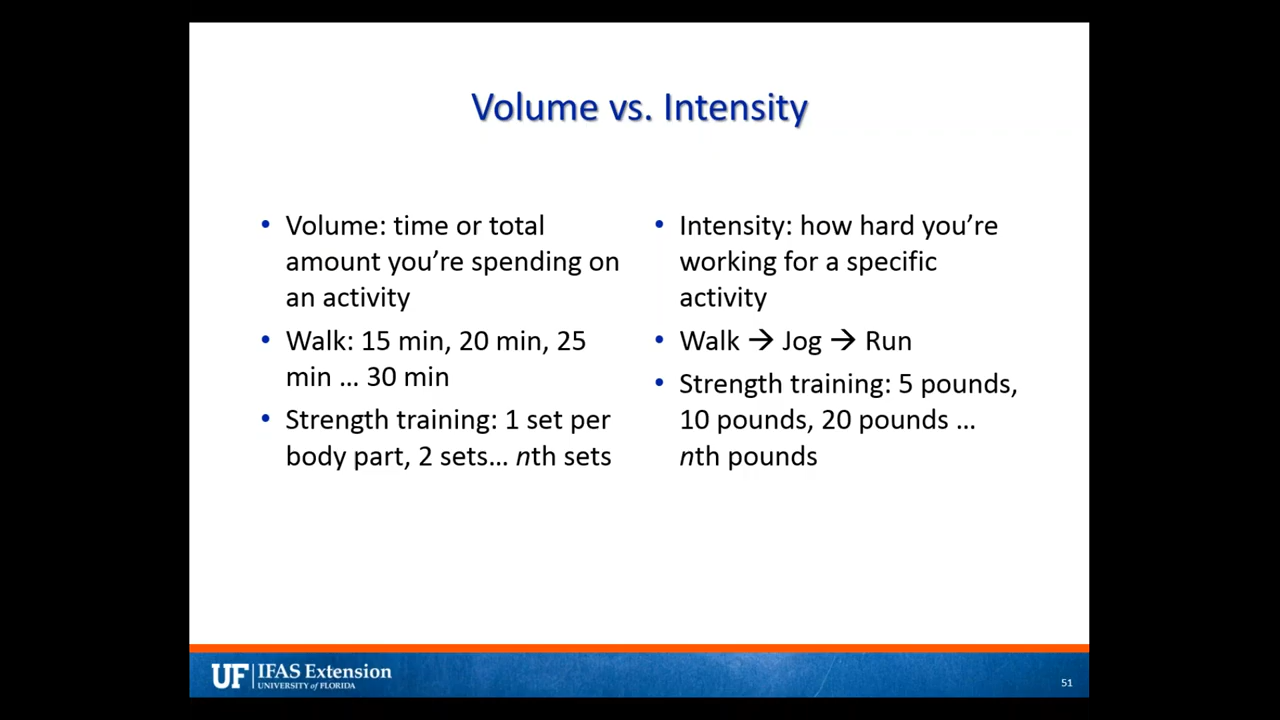 Volume vs. Intensity
• Volume: time or total
amount you’re spending on
an activity
• Walk: 15 min, 20 min, 25
min … 30 min
• Strength training: 1 set per
body part, 2 sets… nth sets
• Intensity: how hard you’re
working for a specific
activity
• Walk → Jog → Run
• Strength training: 5 pounds,
10 pounds, 20 pounds …
nth pounds
UF IFAS Extension
UNIVERSITY of FLORIDA
51